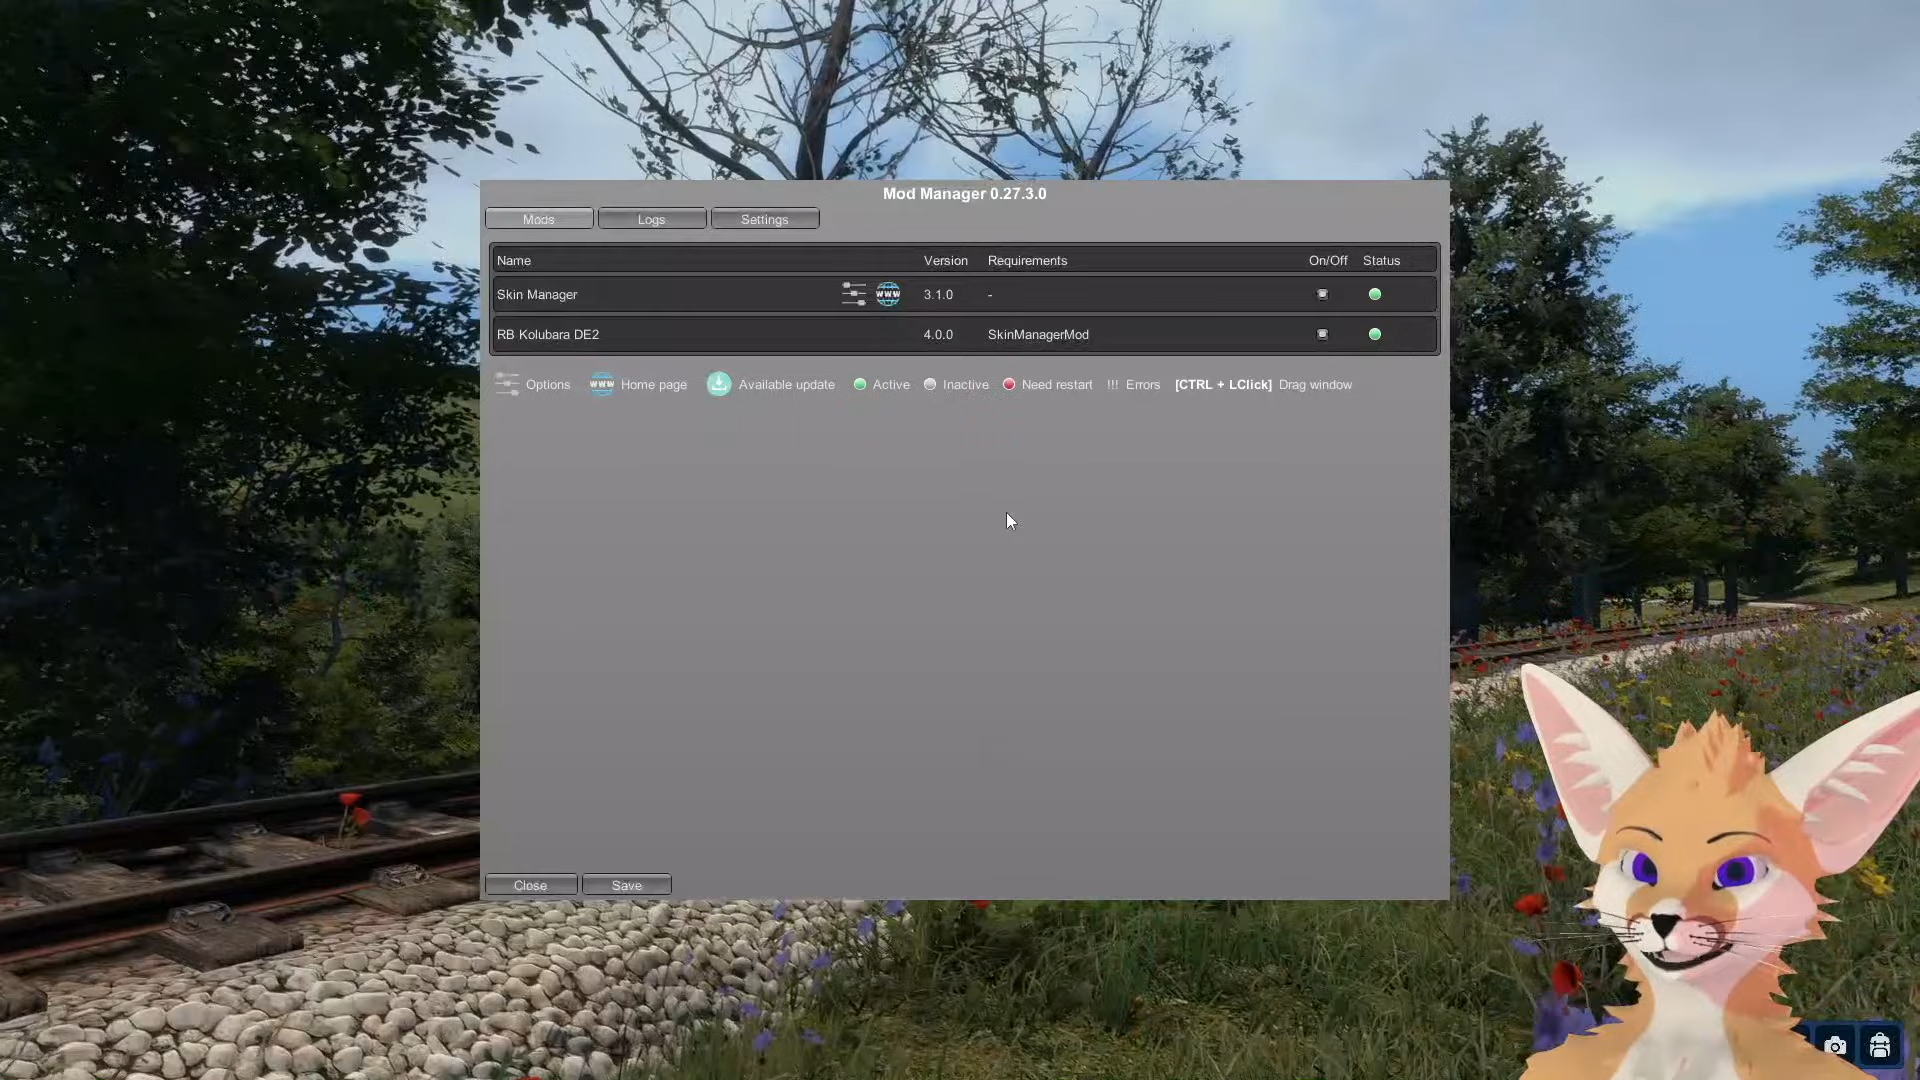 Mod Manager 0.27.3.0
Mods Logs Settings
Name Version Requirements On/Off Status
Skin Manager www 3.1.0 -
RB Kolubara DE2 4.0.0 SkinManagerMod
Options www Home page Available update Active Inactive Need restart !!! Errors [CTRL + LClick] Drag window
Close Save